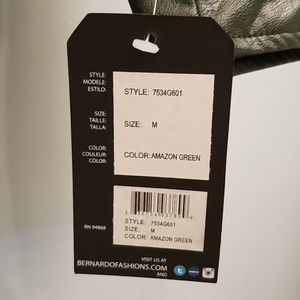 STYLE:
MODELE:
ESTILO:
STYLE: 7534G601
SIZE:
TAILLE:
TALLA:
SIZE: M
COLOR:
COULEUR:
COLOR:
COLOR: AMAZON GREEN
RN 94668
STYLE: 7534G601
SIZE: M
COLOR: AMAZON GREEN
VISIT US AT
BERNARDOFASHIONS.COM
AND